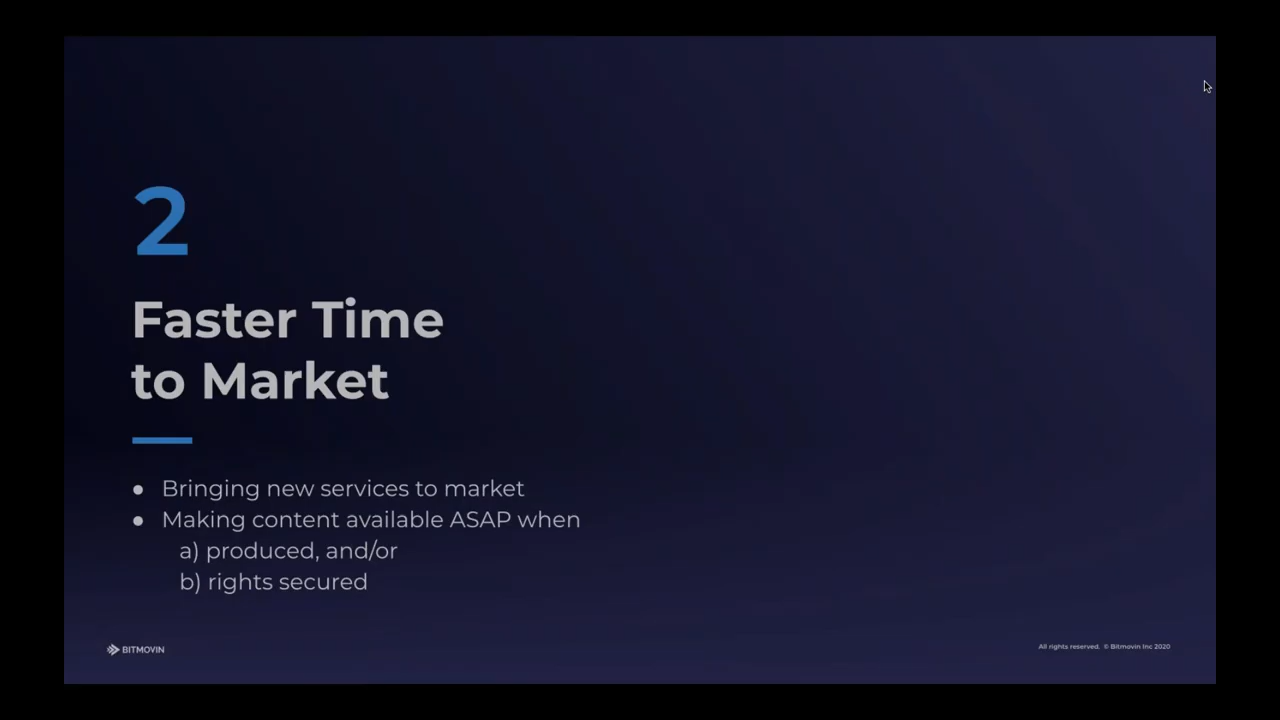 2
Faster Time
to Market
● Bringing new services to market
● Making content available ASAP when
a) produced, and/or
b) rights secured
BITMOVIN
All rights reserved. © Bitmovin Inc 2020